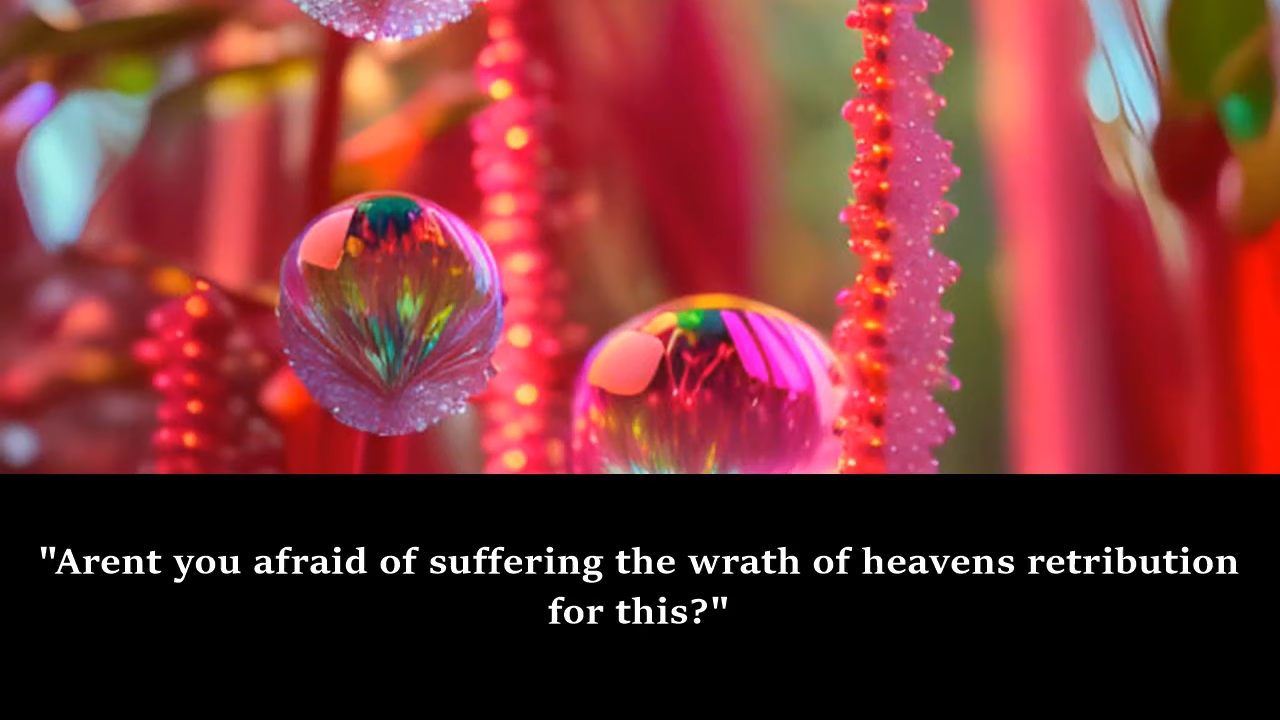 "Arent you afraid of suffering the wrath of heavens retribution
for this?"